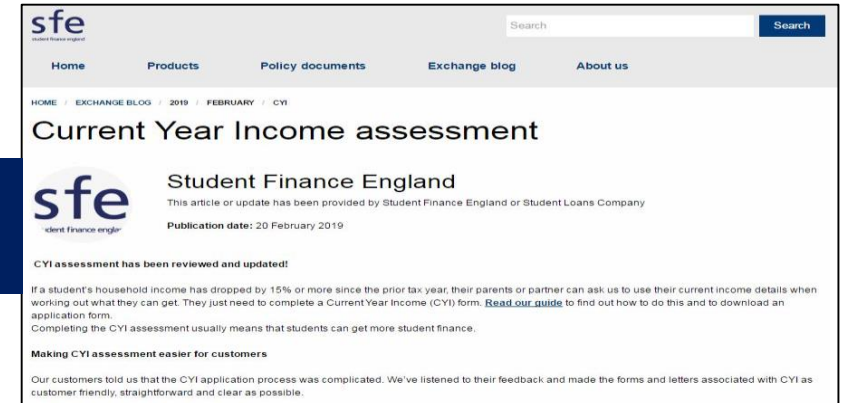 sfe
student finance england
Search
Search
Home Products Policy documents Exchange blog About us
HOME / EXCHANGE BLOG / 2019 / FEBRUARY / CYI
Current Year Income assessment
sfe
student finance englan
Student Finance England
This article or update has been provided by Student Finance England or Student Loans Company
Publication date: 20 February 2019
CYI assessment has been reviewed and updated!
If a student's household income has dropped by 15% or more since the prior tax year, their parents or partner can ask us to use their current income details when
working out what they can get. They just need to complete a Current Year Income (CYI) form. Read our guide to find out how to do this and to download an
application form.
Completing the CYI assessment usually means that students can get more student finance.
Making CYI assessment easier for customers
Our customers told us that the CYI application process was complicated. We've listened to their feedback and made the forms and letters associated with CYI as
customer friendly, straightforward and clear as possible.